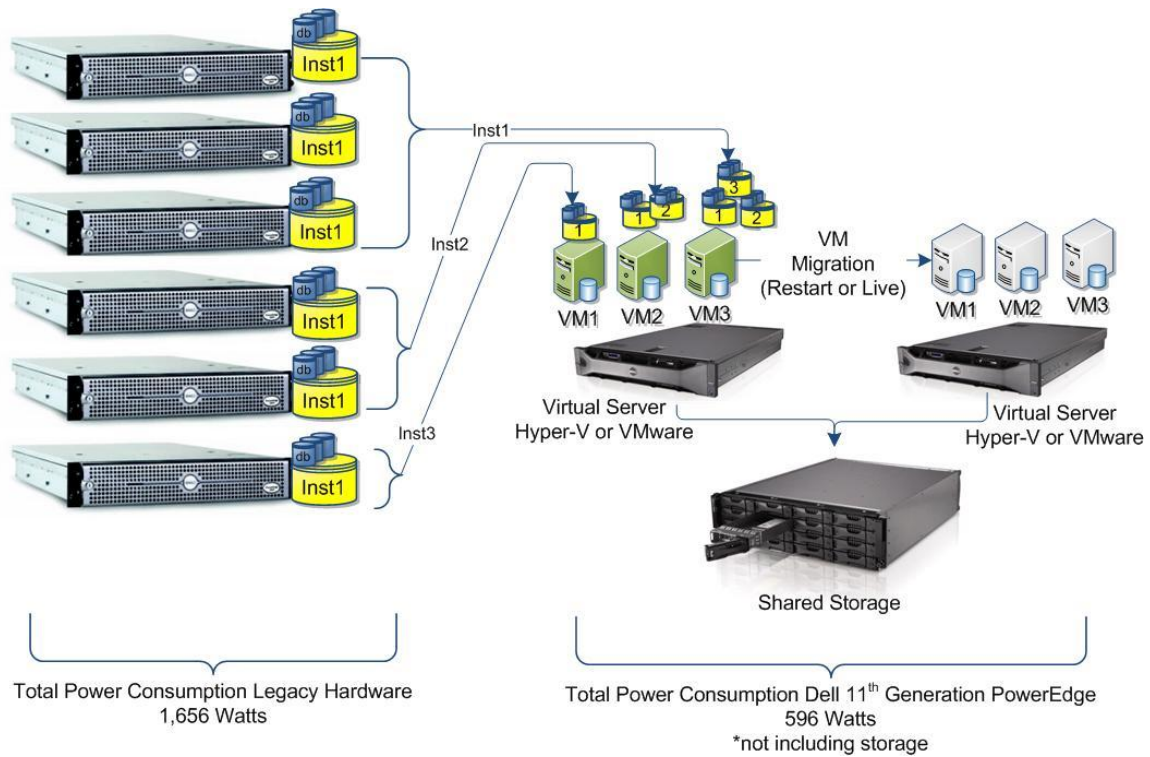 db
Inst1
db
Inst1
db
Inst1
db
Inst1
db
Inst1
db
Inst1
Inst1
Inst2
Inst3
1
1
2
3
1
2
VM1
VM2
VM3
VM
Migration
(Restart or Live)
VM1
VM2
VM3
Virtual Server
Hyper-V or VMware
Virtual Server
Hyper-V or VMware
Shared Storage
Total Power Consumption Legacy Hardware
1,656 Watts
Total Power Consumption Dell 11th Generation PowerEdge
596 Watts
*not including storage